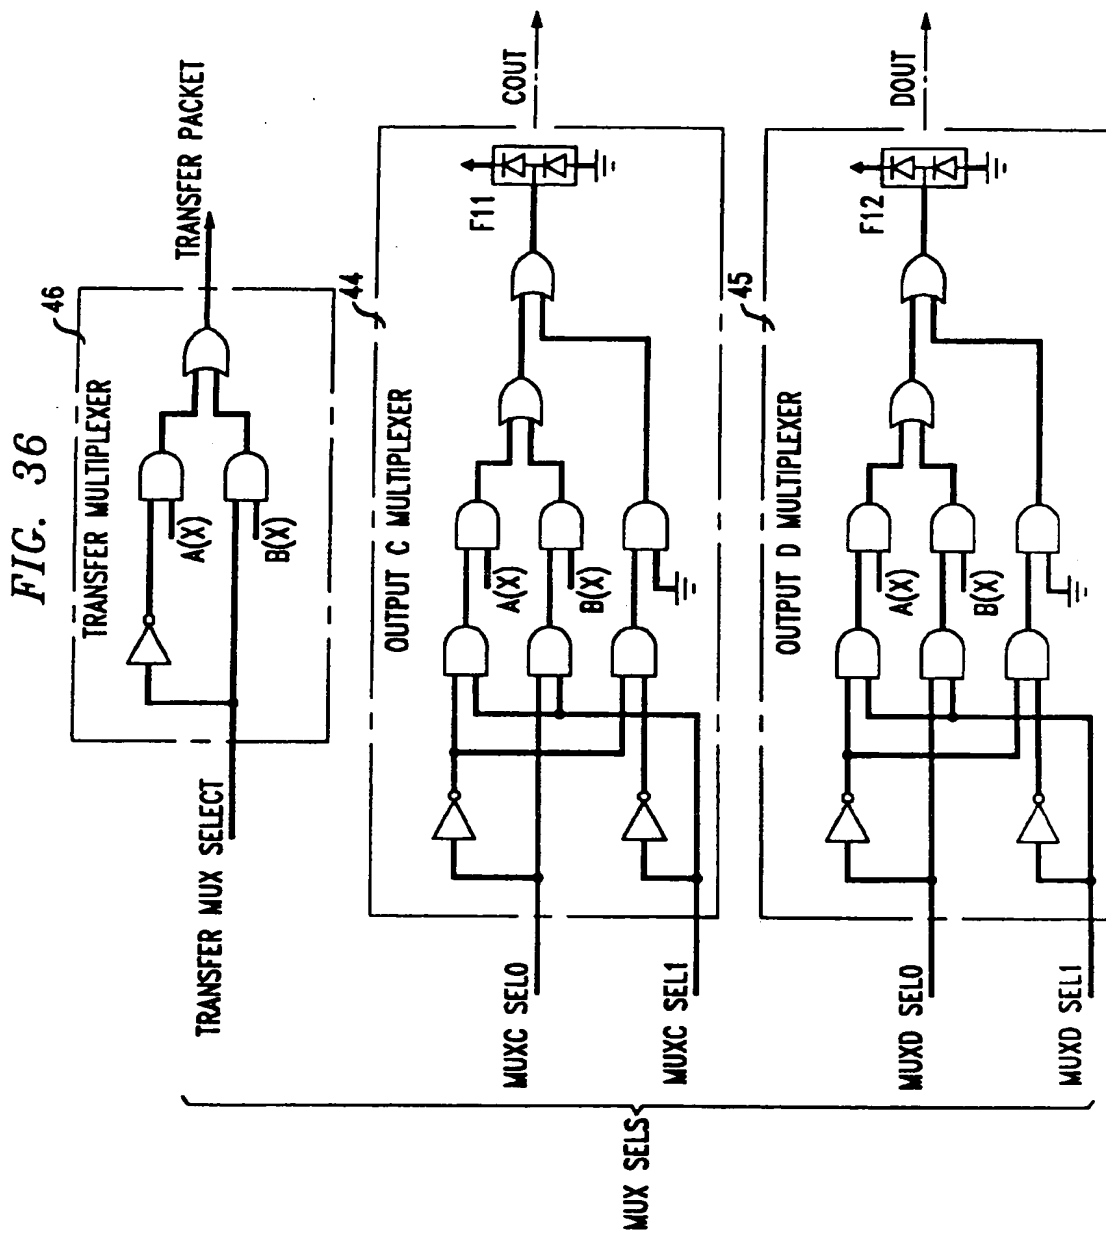 FIG. 36
TRANSFER MULTIPLEXER
46
TRANSFER MUX SELECT
A(X)
B(X)
TRANSFER PACKET
OUTPUT C MULTIPLEXER
44
MUXC SEL0
MUXC SEL1
A(X)
B(X)
F11
COUT
OUTPUT D MULTIPLEXER
45
MUXD SEL0
MUXD SEL1
A(X)
B(X)
F12
DOUT
MUX SELS